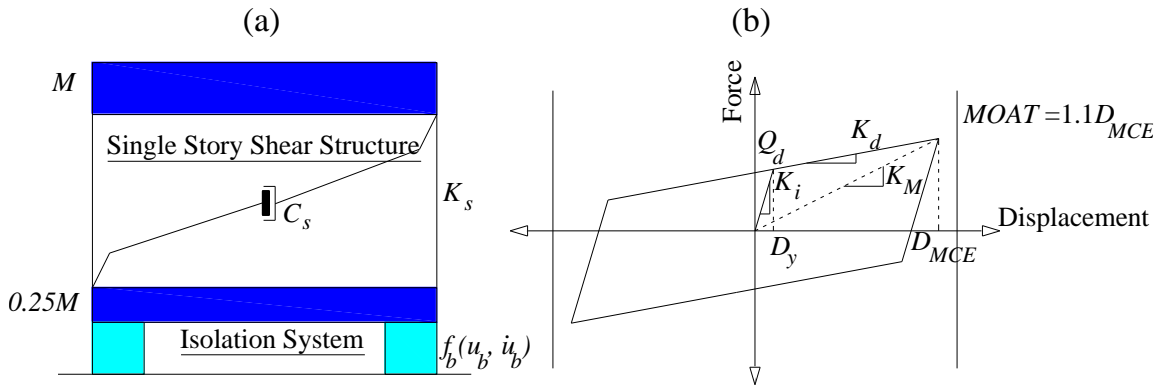 (a)
M
Single Story Shear Structure
C_s
K_s
0.25M
Isolation System
f_b(u_b, u̇_b)
(b)
Force
MOAT =1.1D_MCE
Q_d
K_d
K_i
K_M
Displacement
D_y
D_MCE